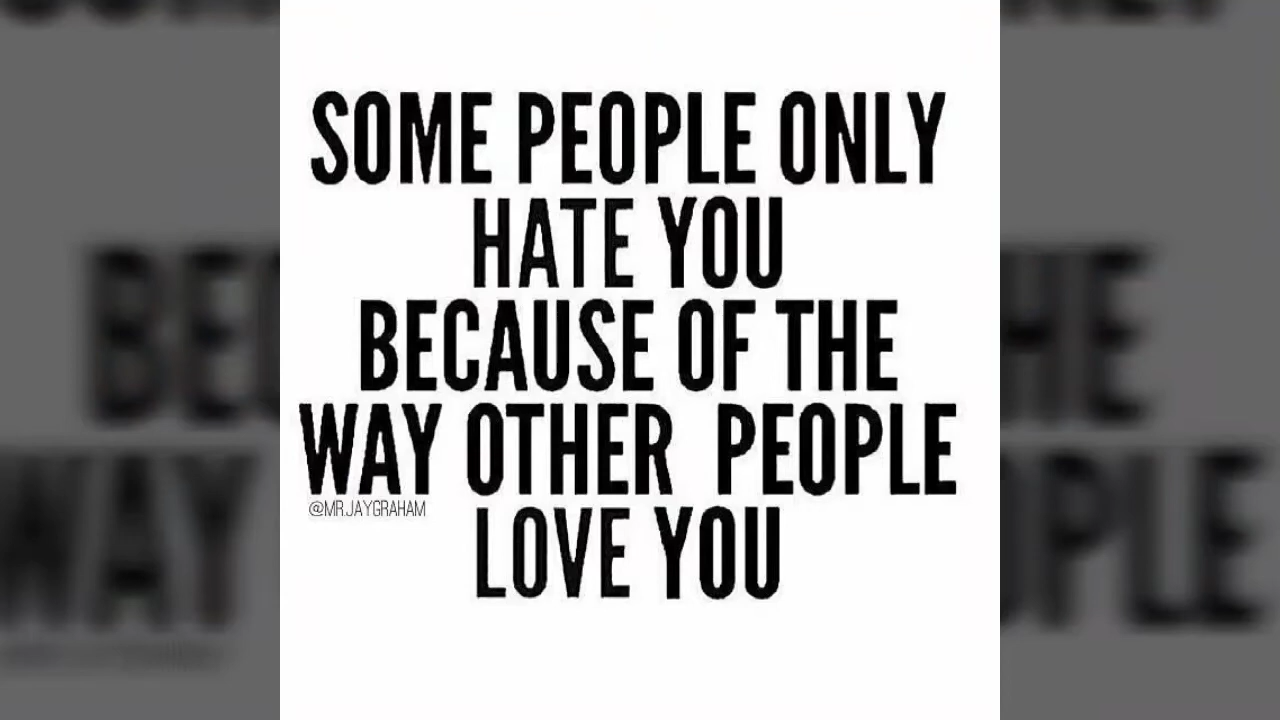 SOME PEOPLE ONLY
HATE YOU
BECAUSE OF THE
WAY OTHER PEOPLE
@MR.JAYGRAHAM
LOVE YOU